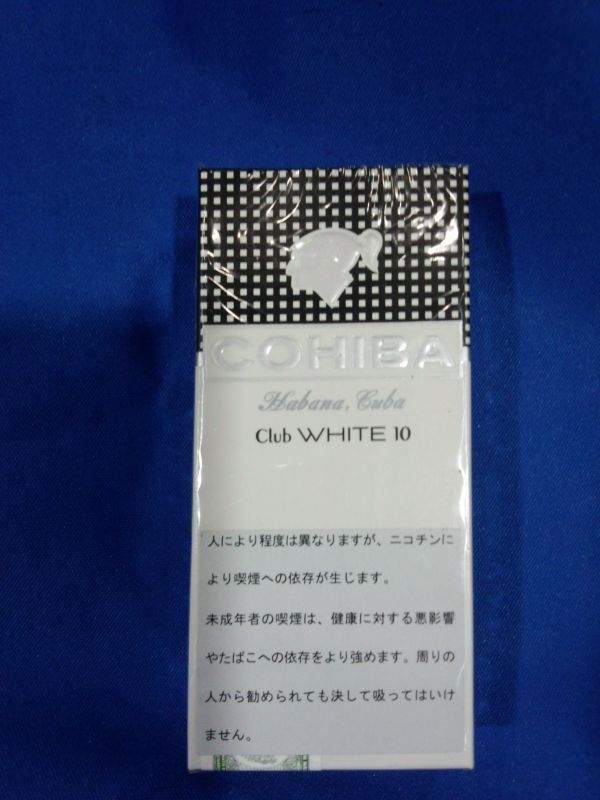 COHIBA
Habana, Cuba
Club WHITE 10
人により程度は異なりますが、ニコチンに
より喫煙への依存が生じます。
未成年者の喫煙は、健康に対する悪影響
やたばこへの依存をより強めます。周りの
人から勧められても決して吸ってはいけ
ません。